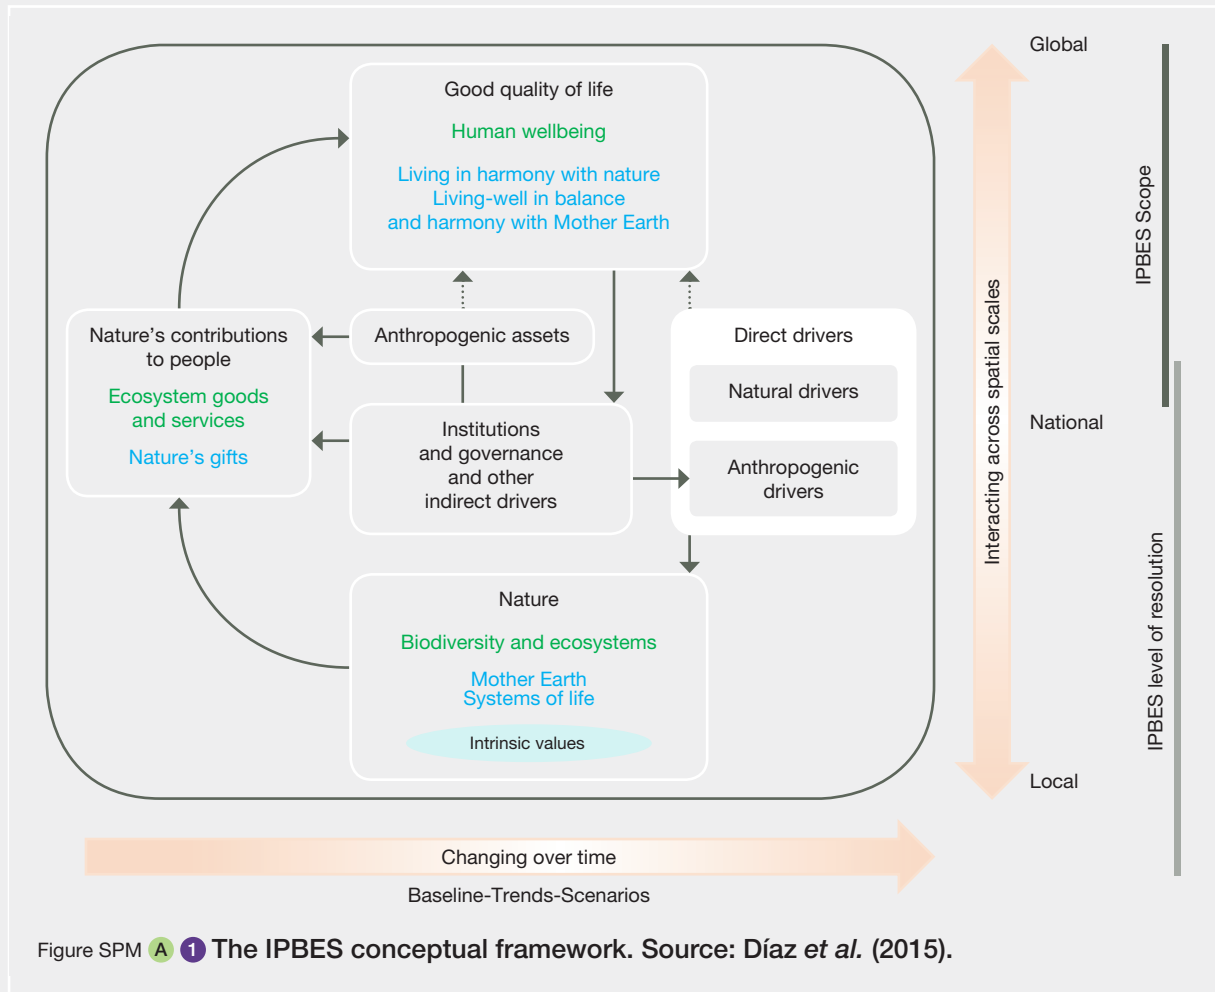 Good quality of life
Human wellbeing
Living in harmony with nature
Living-well in balance
and harmony with Mother Earth
Nature’s contributions
to people
Ecosystem goods
and services
Nature’s gifts
Anthropogenic assets
Institutions
and governance
and other
indirect drivers
Direct drivers
Natural drivers
Anthropogenic
drivers
Nature
Biodiversity and ecosystems
Mother Earth
Systems of life
Intrinsic values
Interacting across spatial scales
Global
National
Local
IPBES Scope
IPBES level of resolution
Changing over time
Baseline-Trends-Scenarios
Figure SPM A 1 The IPBES conceptual framework. Source: Díaz et al. (2015).